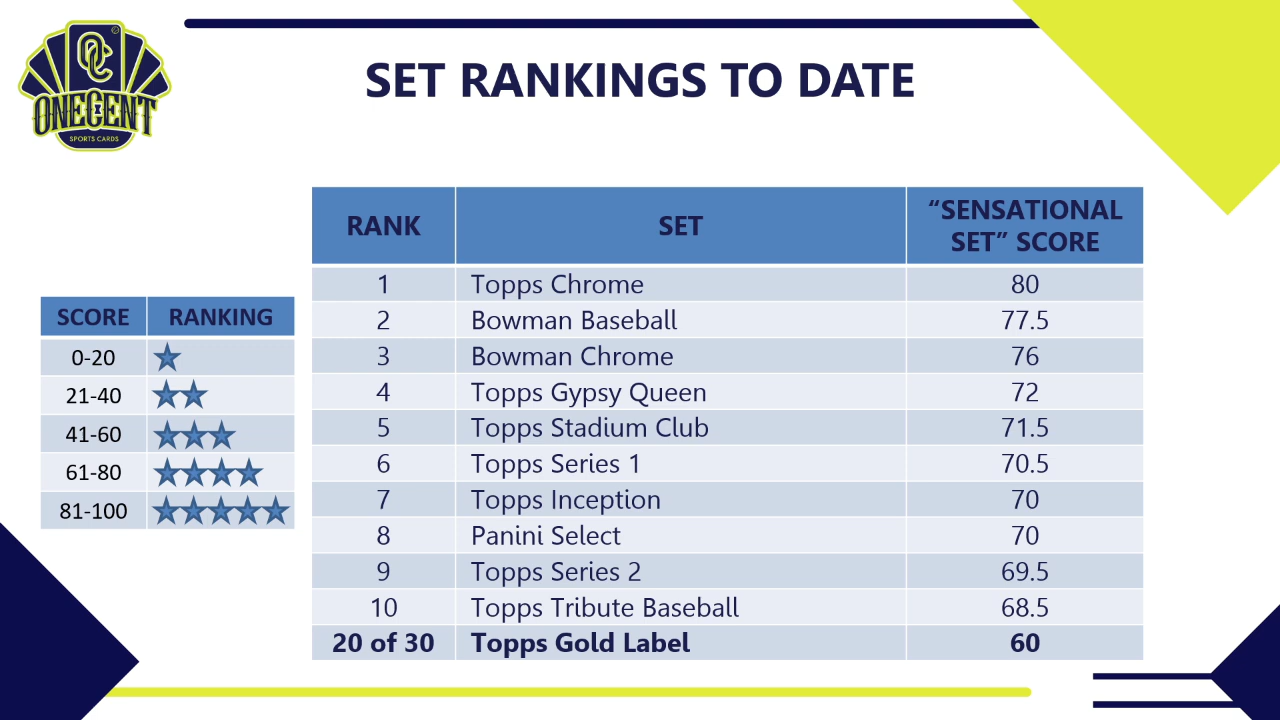 OC
ONECENT
SPORTS CARDS
SET RANKINGS TO DATE
SCORE RANKING
0-20
21-40
41-60
61-80
81-100
RANK SET “SENSATIONAL SET” SCORE
1 Topps Chrome 80
2 Bowman Baseball 77.5
3 Bowman Chrome 76
4 Topps Gypsy Queen 72
5 Topps Stadium Club 71.5
6 Topps Series 1 70.5
7 Topps Inception 70
8 Panini Select 70
9 Topps Series 2 69.5
10 Topps Tribute Baseball 68.5
20 of 30 Topps Gold Label 60